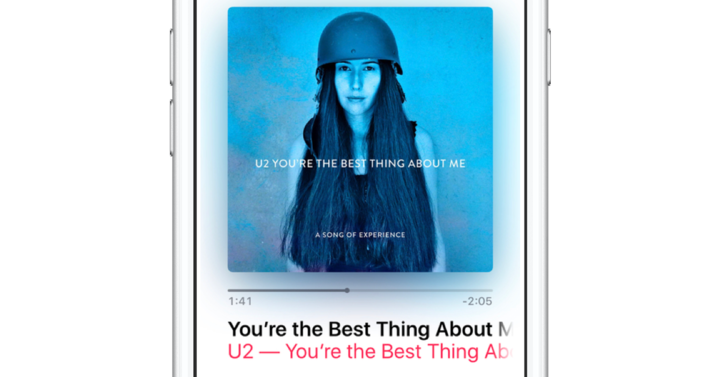 U2 YOU'RE THE BEST THING ABOUT ME
A SONG OF EXPERIENCE
1:41
-2:05
You're the Best Thing About M
U2 — You're the Best Thing Ab